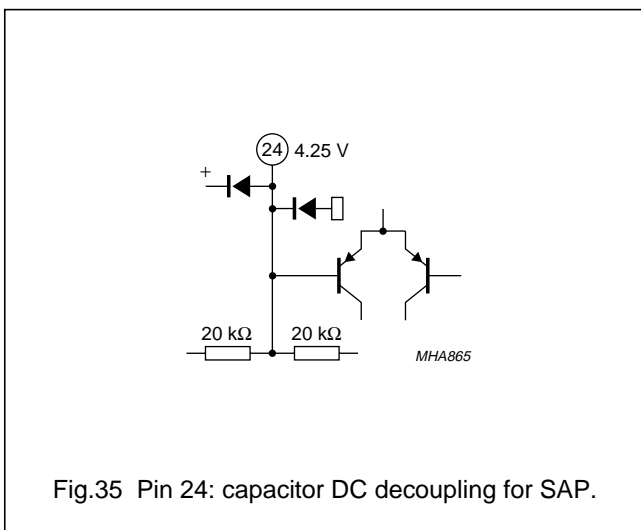 24 4.25 V
+
20 kΩ 20 kΩ
MHA865
Fig.35 Pin 24: capacitor DC decoupling for SAP.